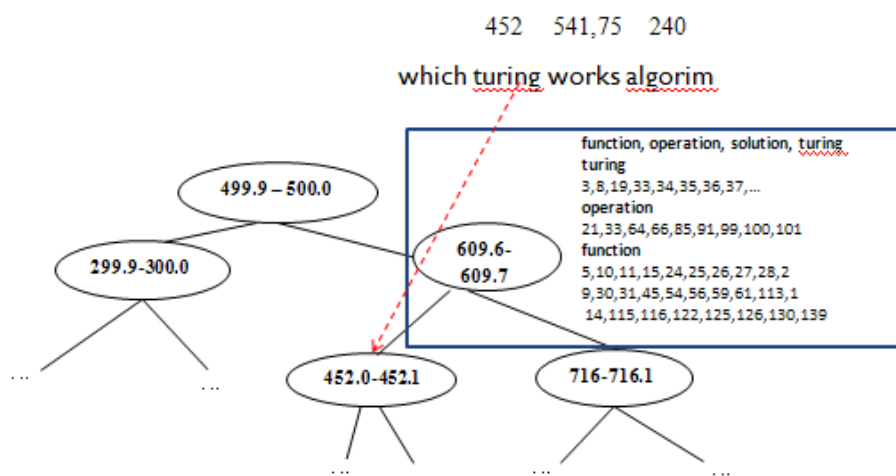 452 541,75 240
which turing works algorim
function, operation, solution, turing
turing
3,8,19,33,34,35,36,37,...
operation
21,33,64,66,85,91,99,100,101
function
5,10,11,15,24,25,26,27,28,2
9,30,31,45,54,56,59,61,113,1
14,115,116,122,125,126,130,139
499.9 – 500.0
299.9-300.0
609.6-
609.7
452.0-452.1
716-716.1
...
...
...
...
...
...